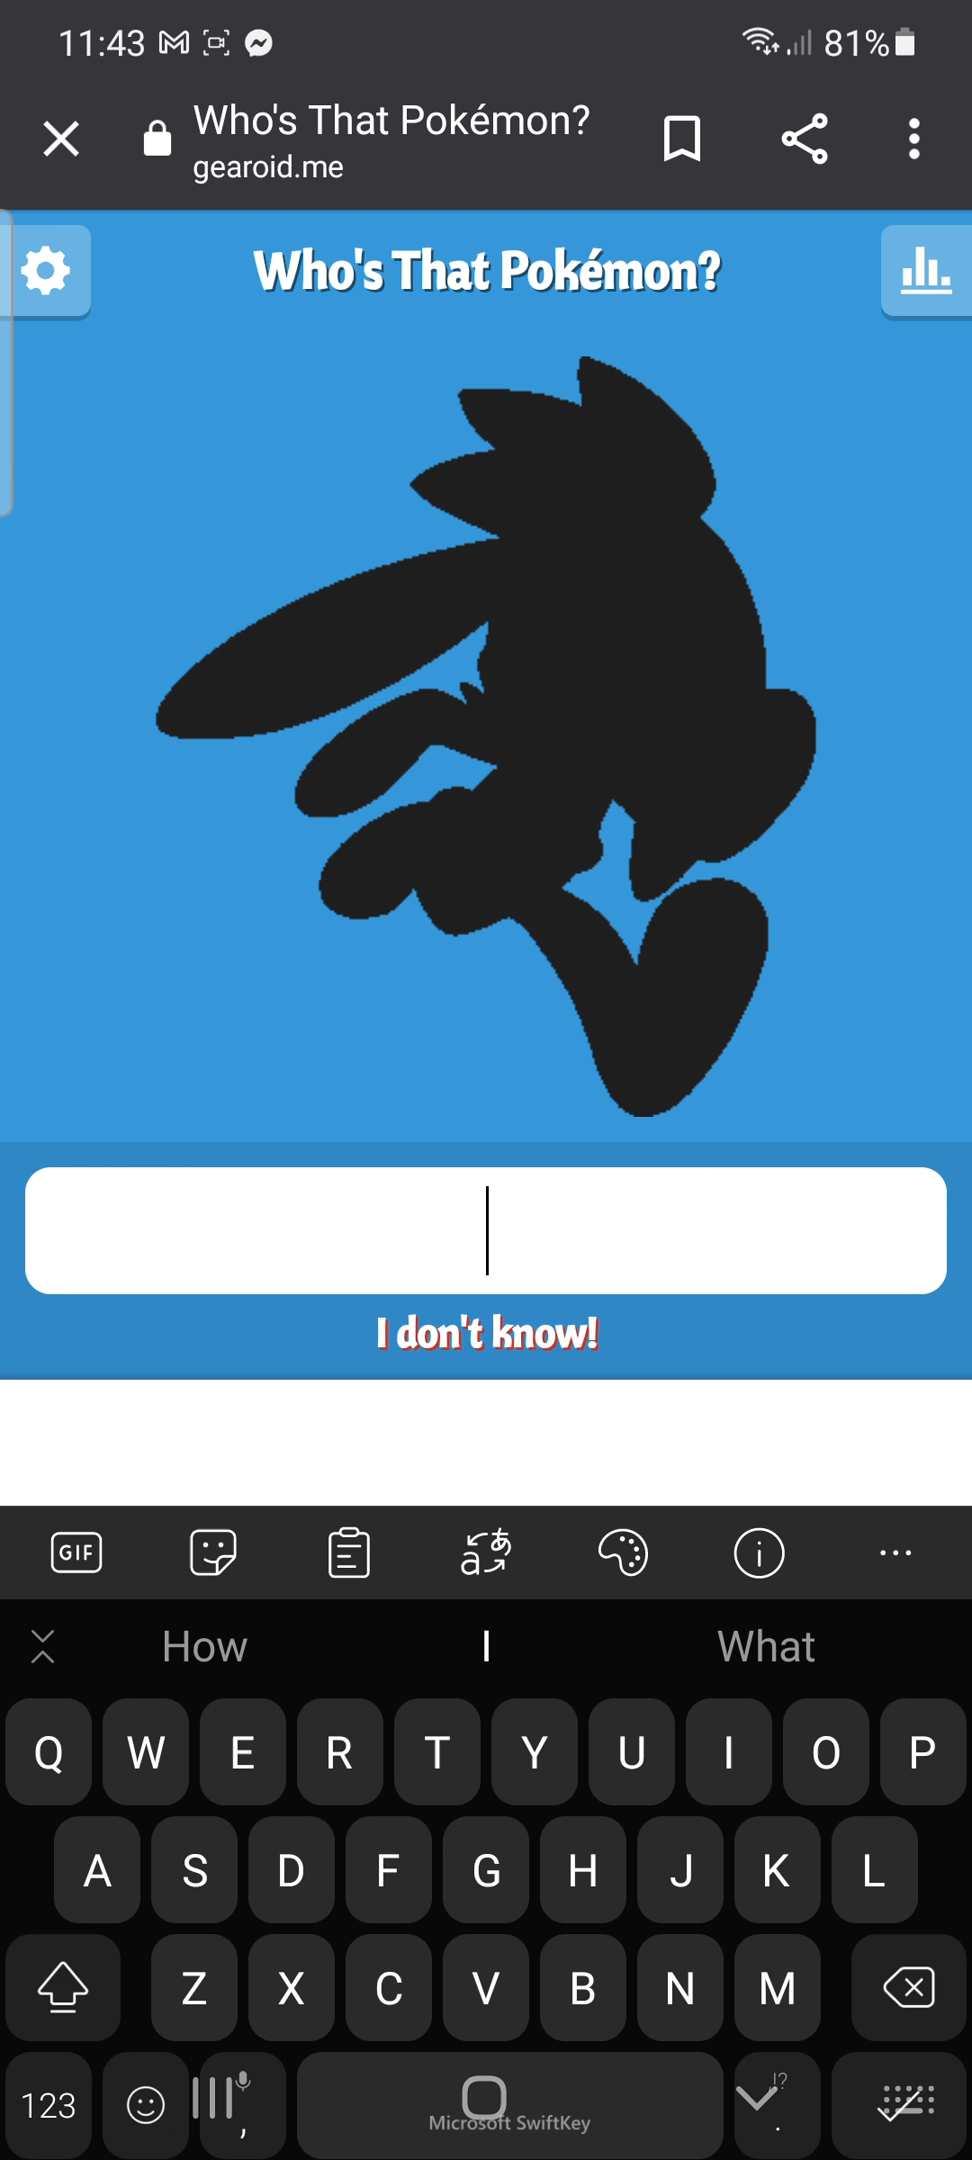 11:43
81%
Who's That Pokémon?
gearoid.me
Who's That Pokémon?
I don't know!
GIF
How
I
What
Q W E R T Y U I O P
A S D F G H J K L
Z X C V B N M
123
,
Microsoft SwiftKey
!?
.